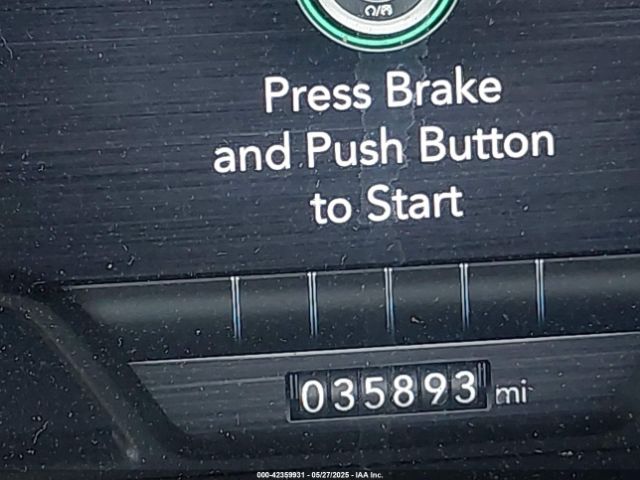 Press Brake
and Push Button
to Start
035893 mi
000-42359931 - 05/27/2025 - IAA Inc.